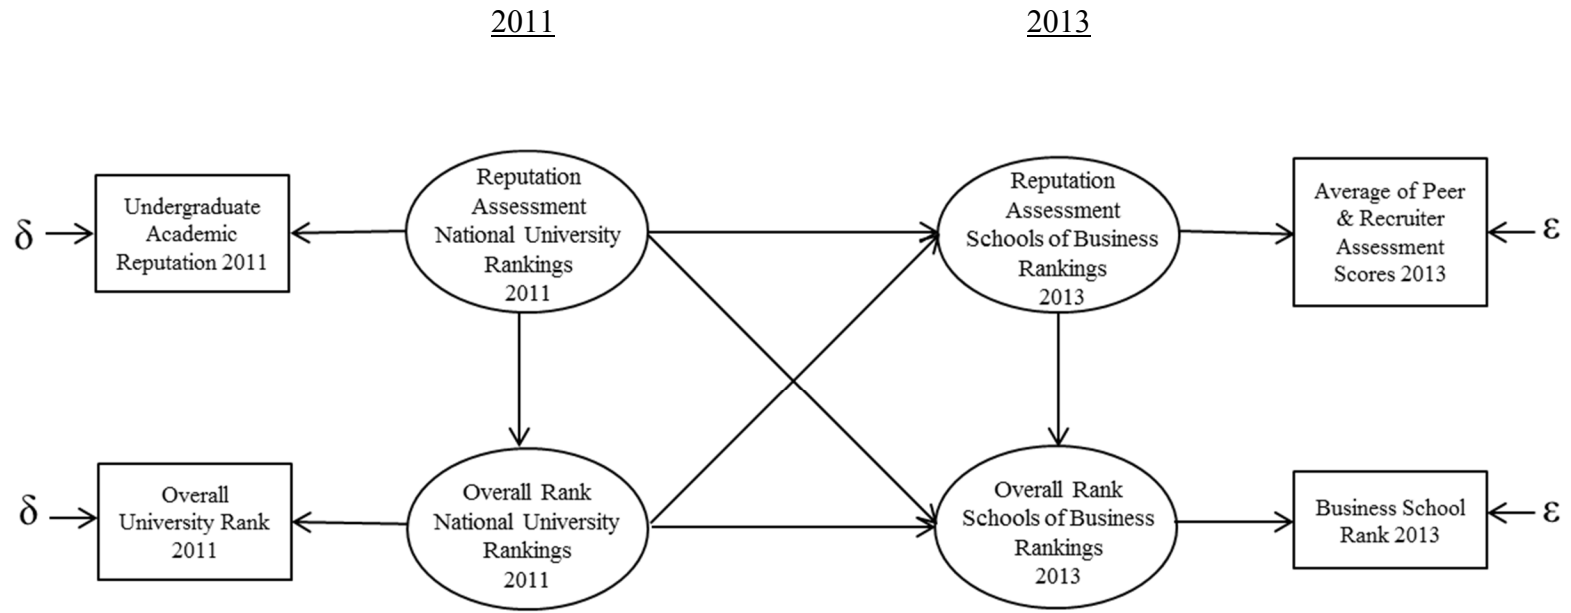 2011
2013
δ
Undergraduate
Academic
Reputation 2011
Reputation
Assessment
National University
Rankings
2011
Reputation
Assessment
Schools of Business
Rankings
2013
Average of Peer
& Recruiter
Assessment
Scores 2013
ε
δ
Overall
University Rank
2011
Overall Rank
National University
Rankings
2011
Overall Rank
Schools of Business
Rankings
2013
Business School
Rank 2013
ε